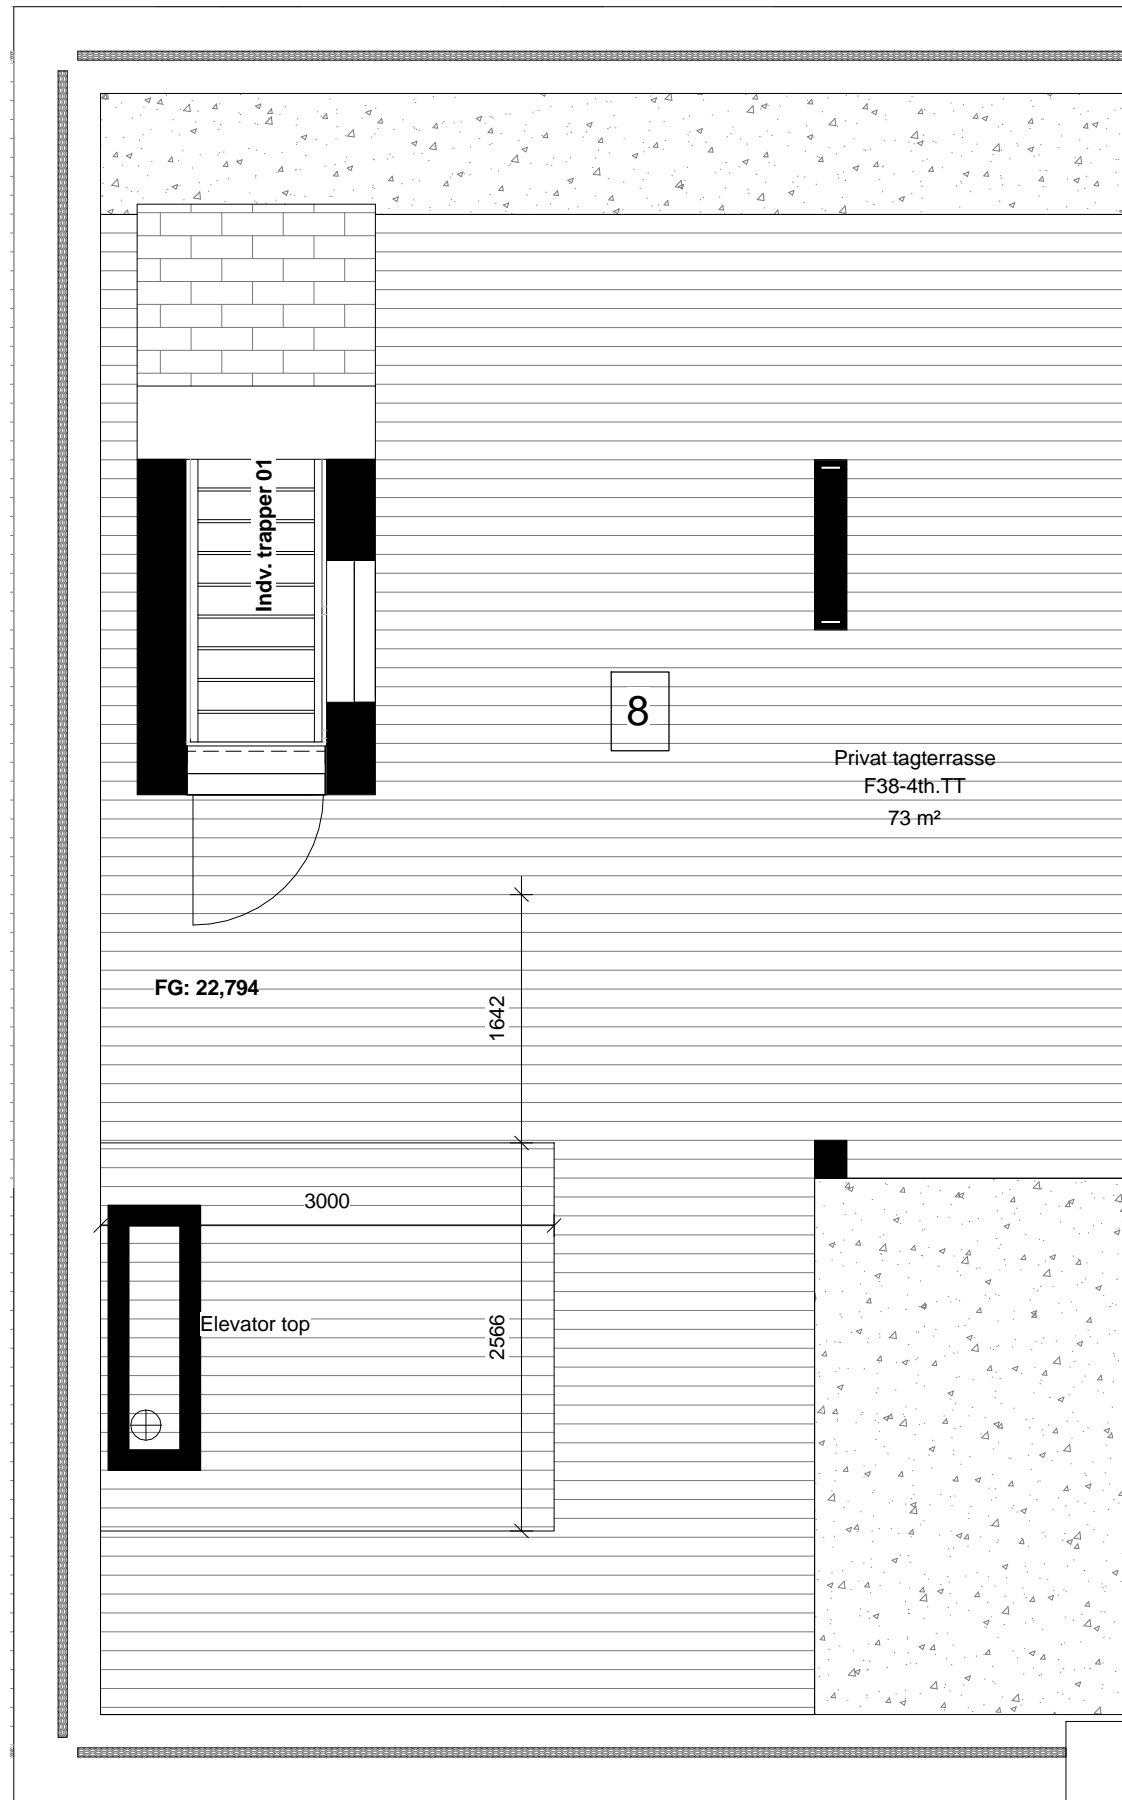 Indv. trapper 01
8
Privat tagterrasse
F38-4th.TT
73 m²
FG: 22,794
1642
3000
Elevator top
2566